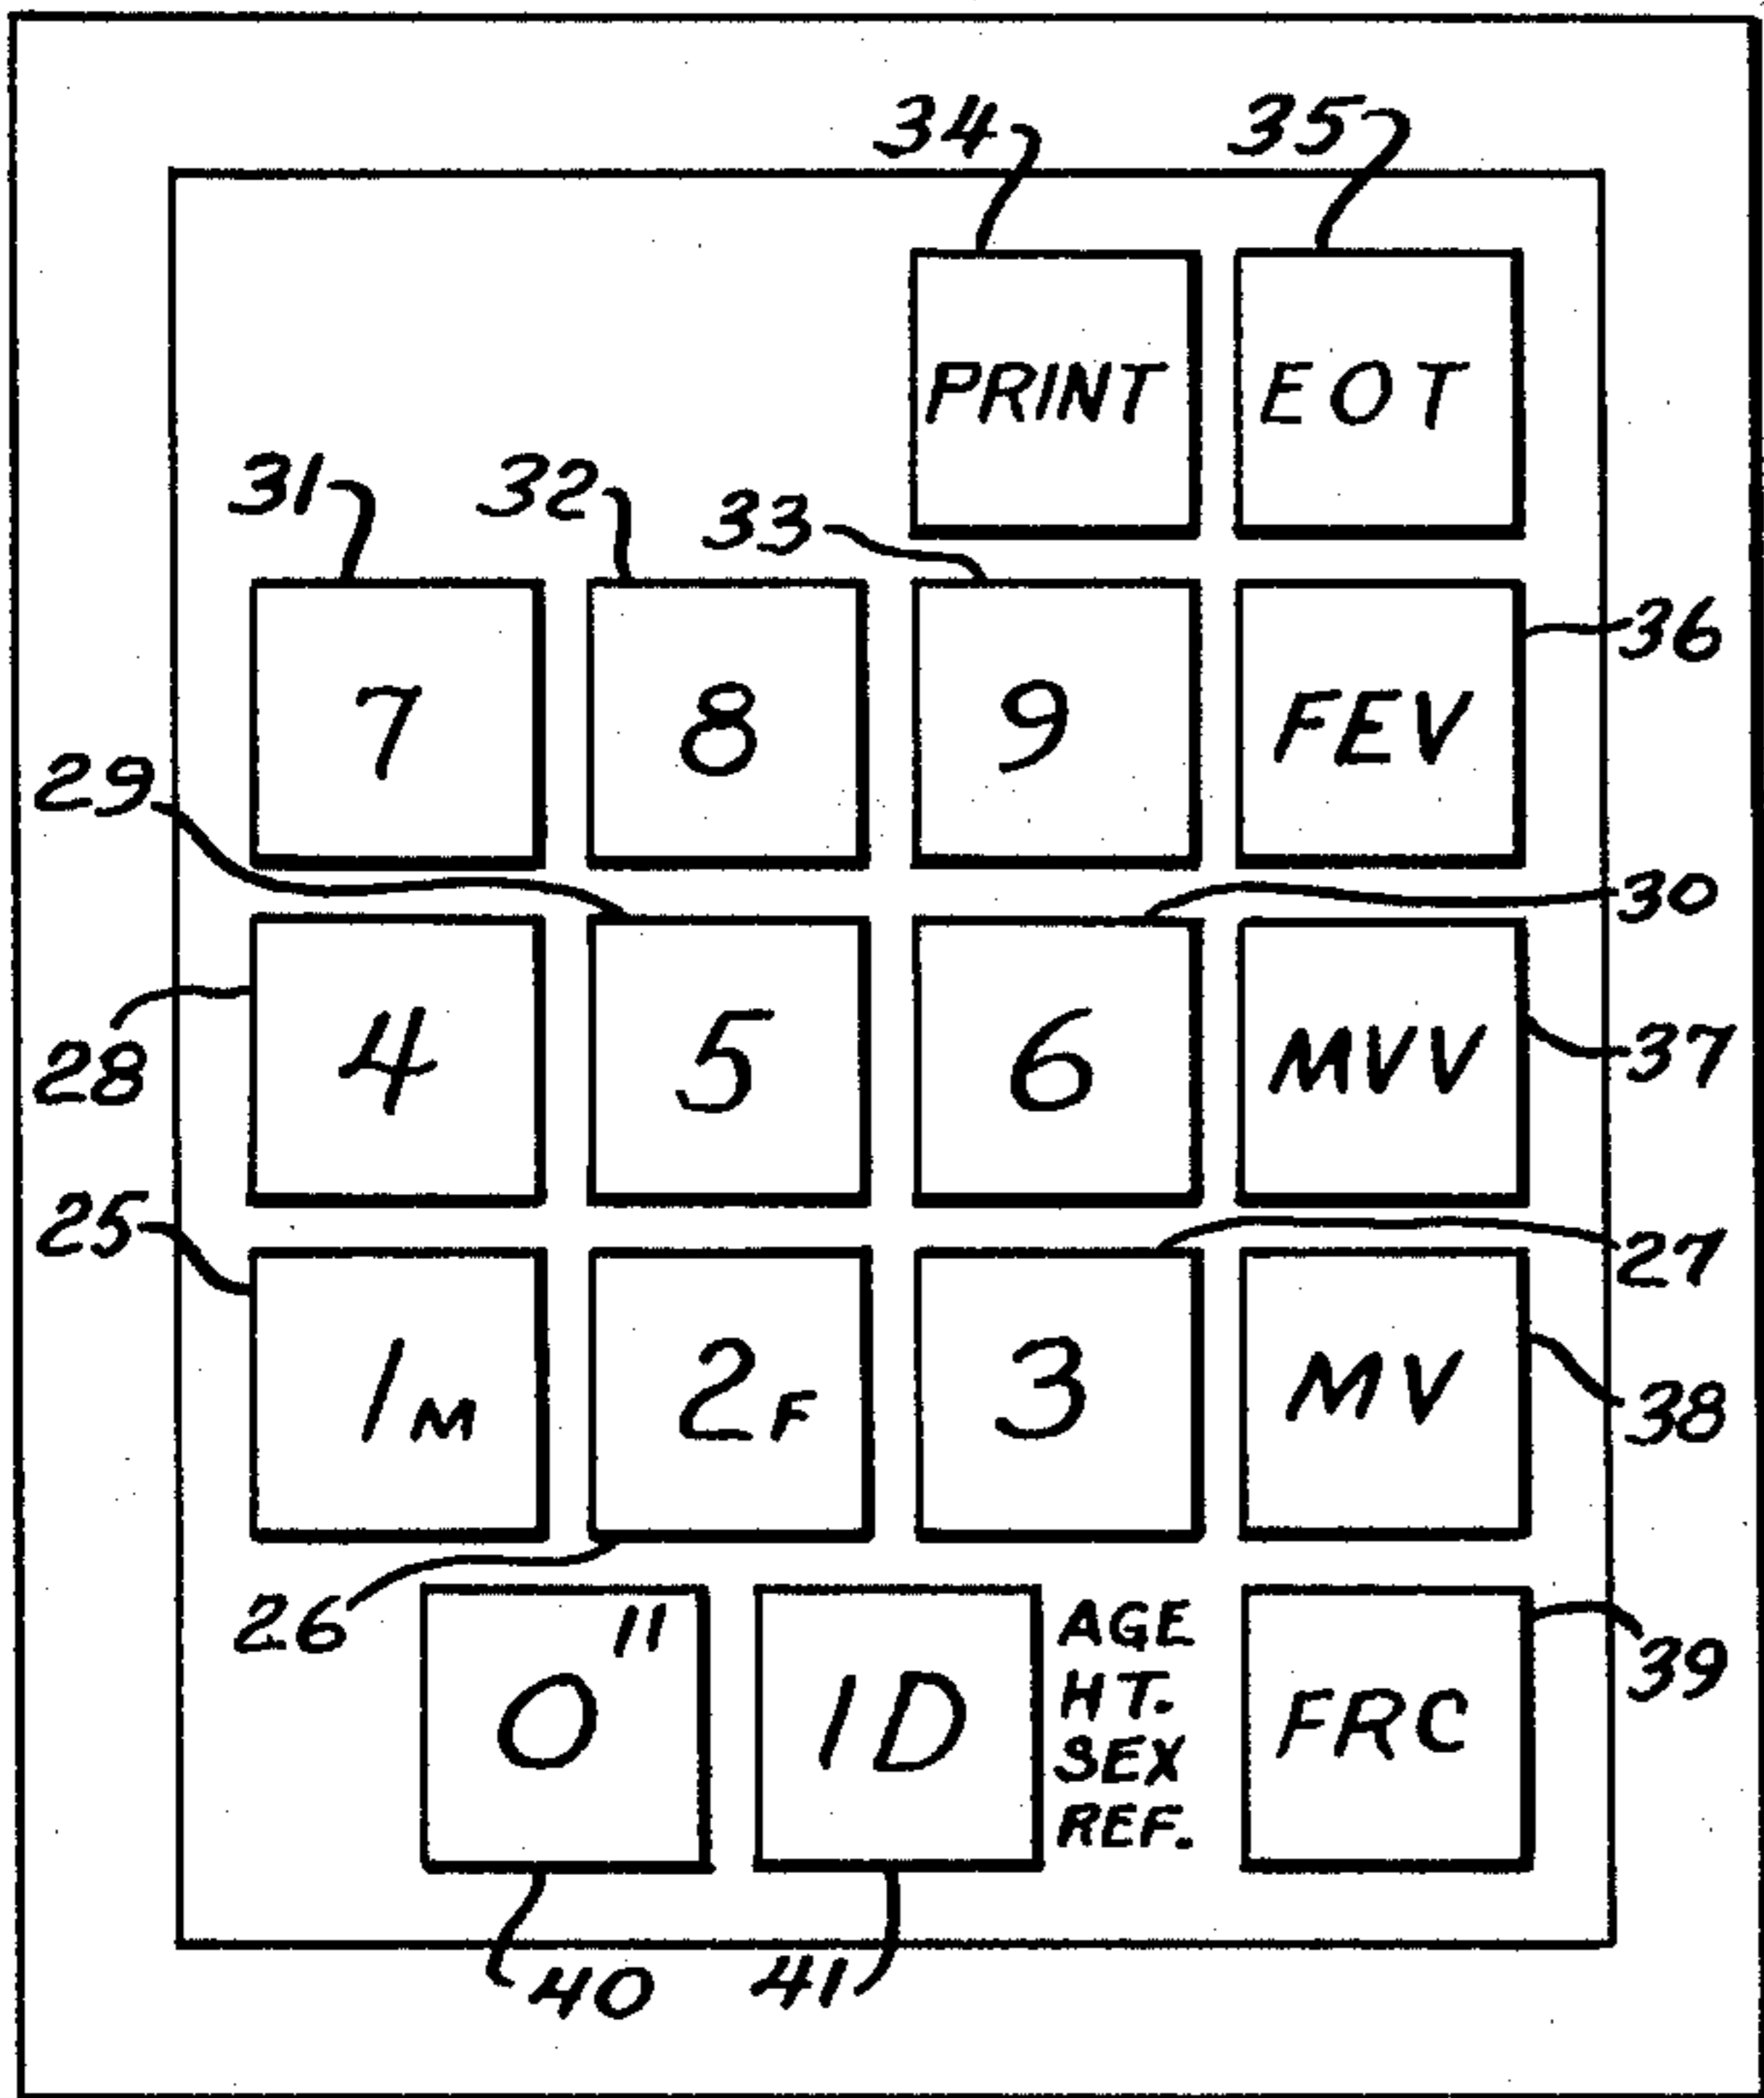 34 35
PRINT EOT
31 32 33
7 8 9 FEV 36
29 30
28 4 5 6 MVV 37
25 27
1M 2F 3 MV 38
26
0" ID AGE HT. SEX REF. FRC 39
40 41